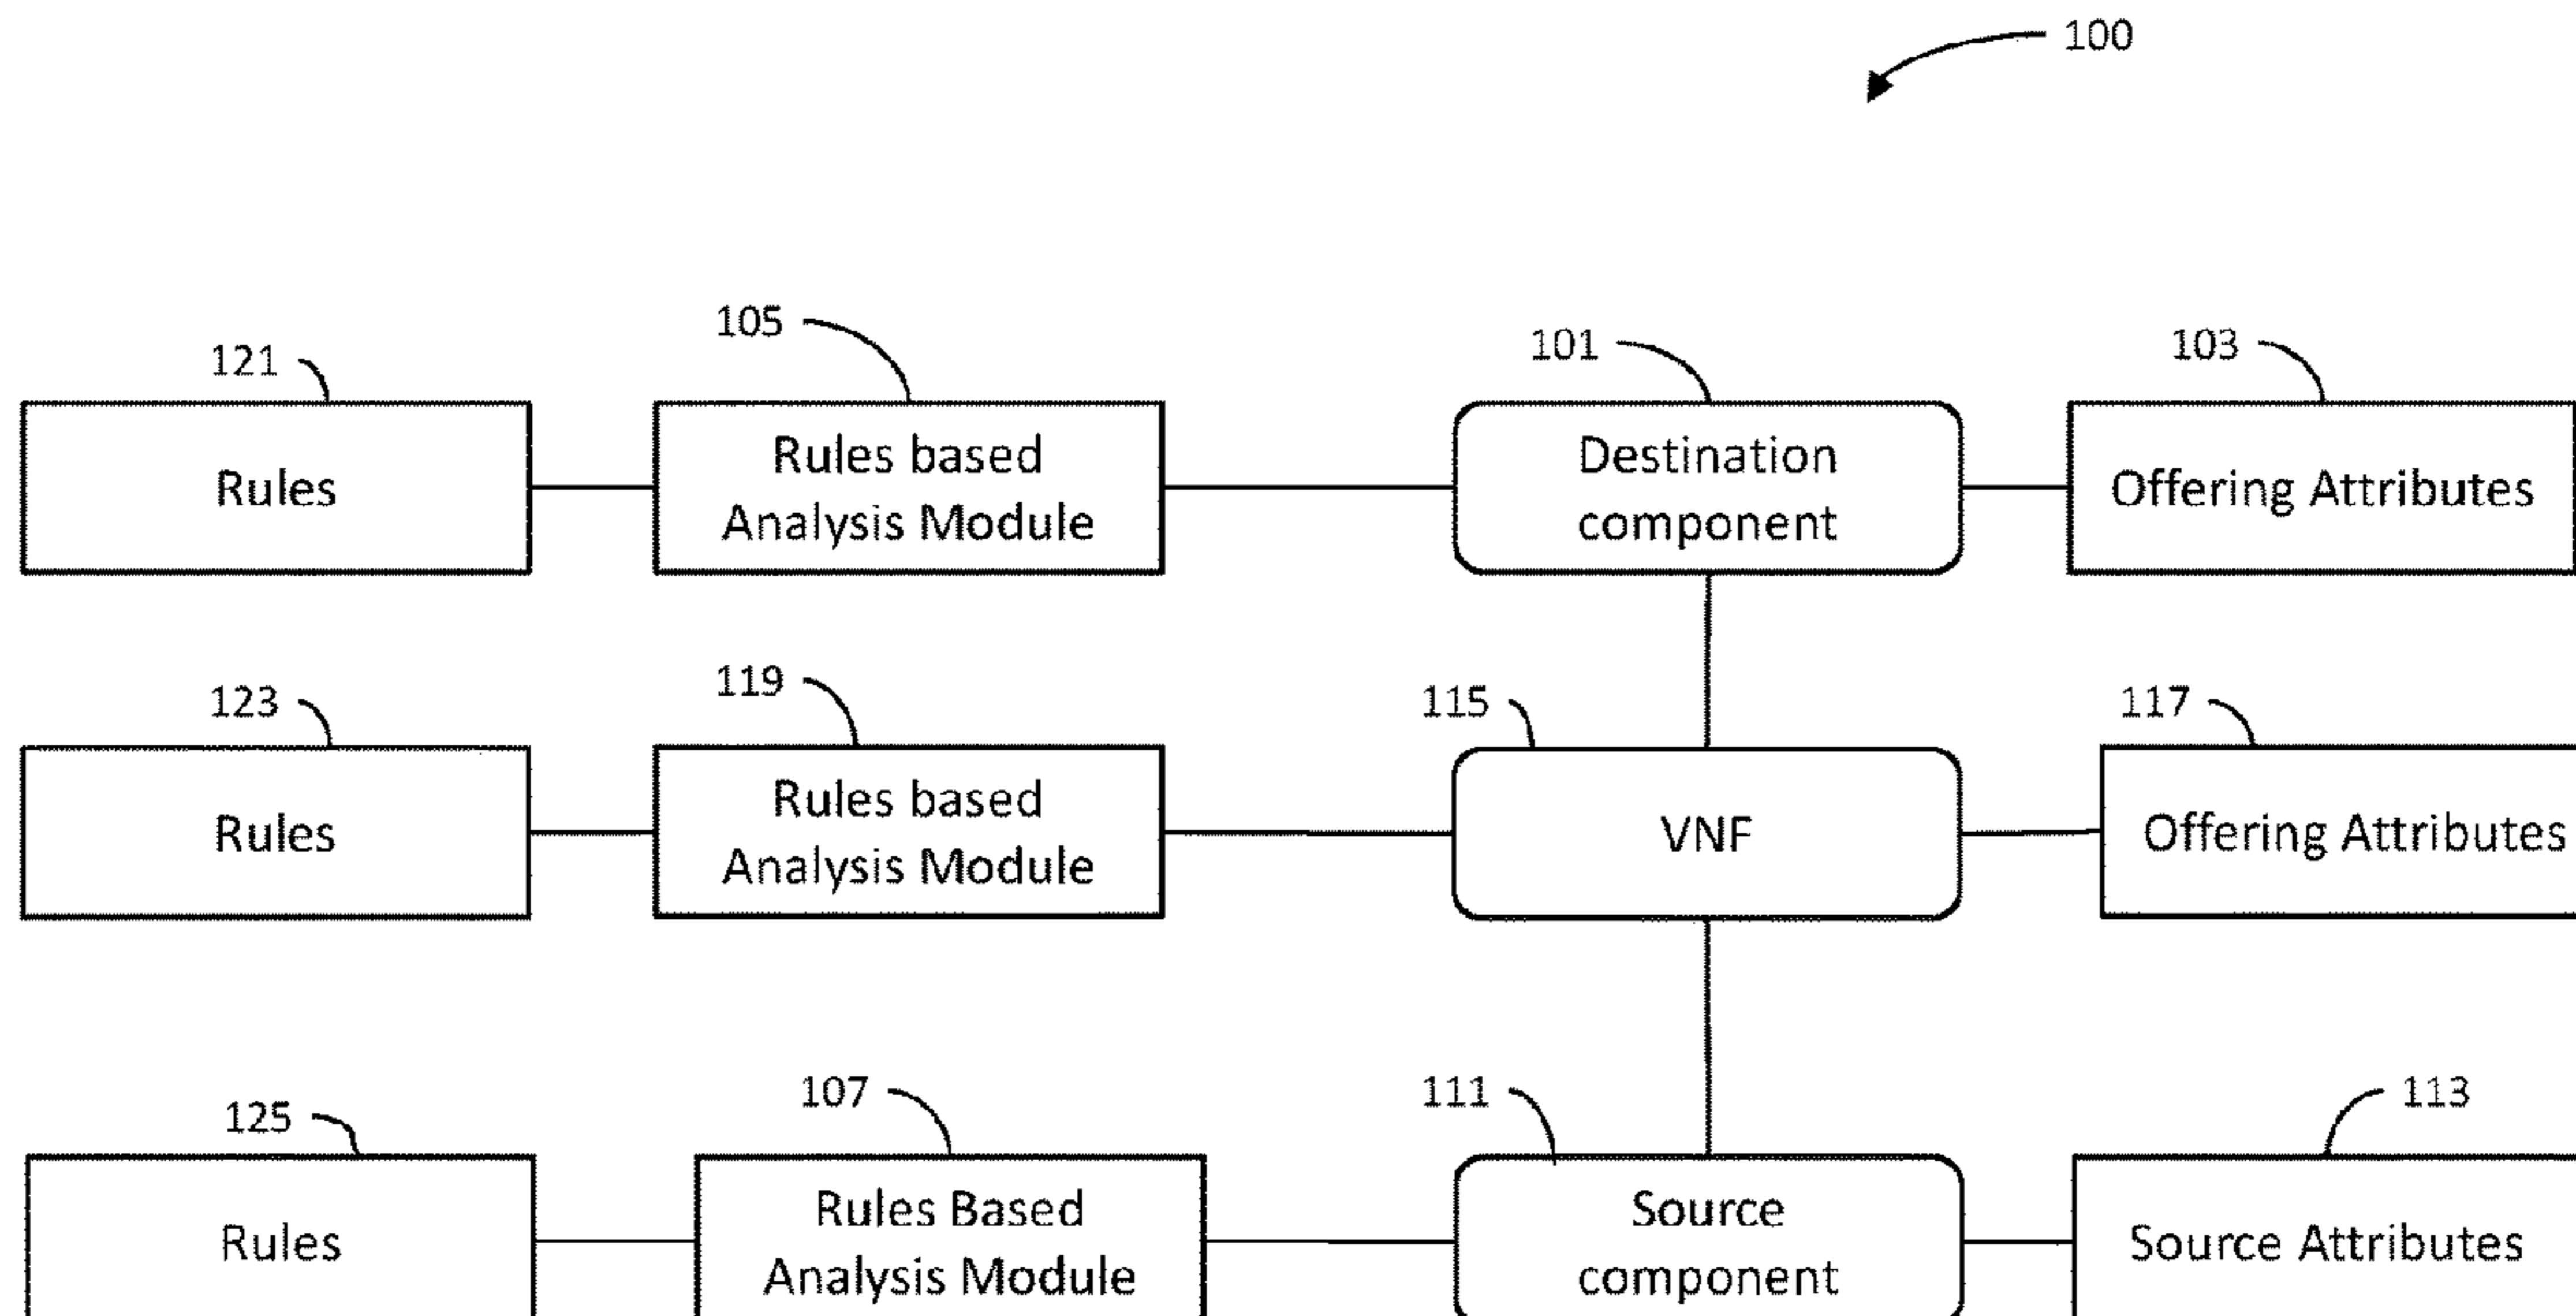 100
121
105
101
103
Rules
Rules based
Analysis Module
Destination
component
Offering Attributes
123
119
115
117
Rules
Rules based
Analysis Module
VNF
Offering Attributes
125
107
111
113
Rules
Rules Based
Analysis Module
Source
component
Source Attributes